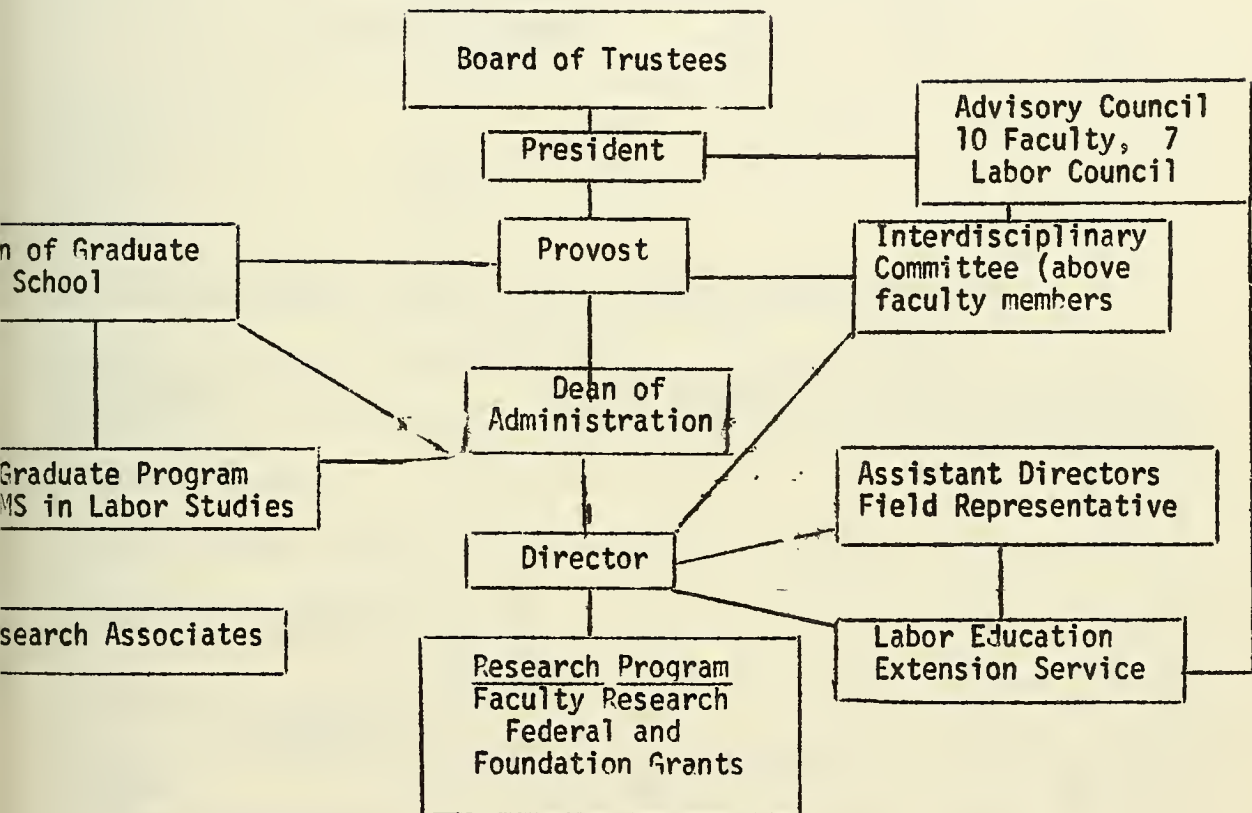 Board of Trustees
President
Advisory Council
10 Faculty, 7
Labor Council
n of Graduate
School
Provost
Interdisciplinary
Committee (above
faculty members
Dean of
Administration
Graduate Program
MS in Labor Studies
Assistant Directors
Field Representative
Director
search Associates
Labor Education
Extension Service
Research Program
Faculty Research
Federal and
Foundation Grants